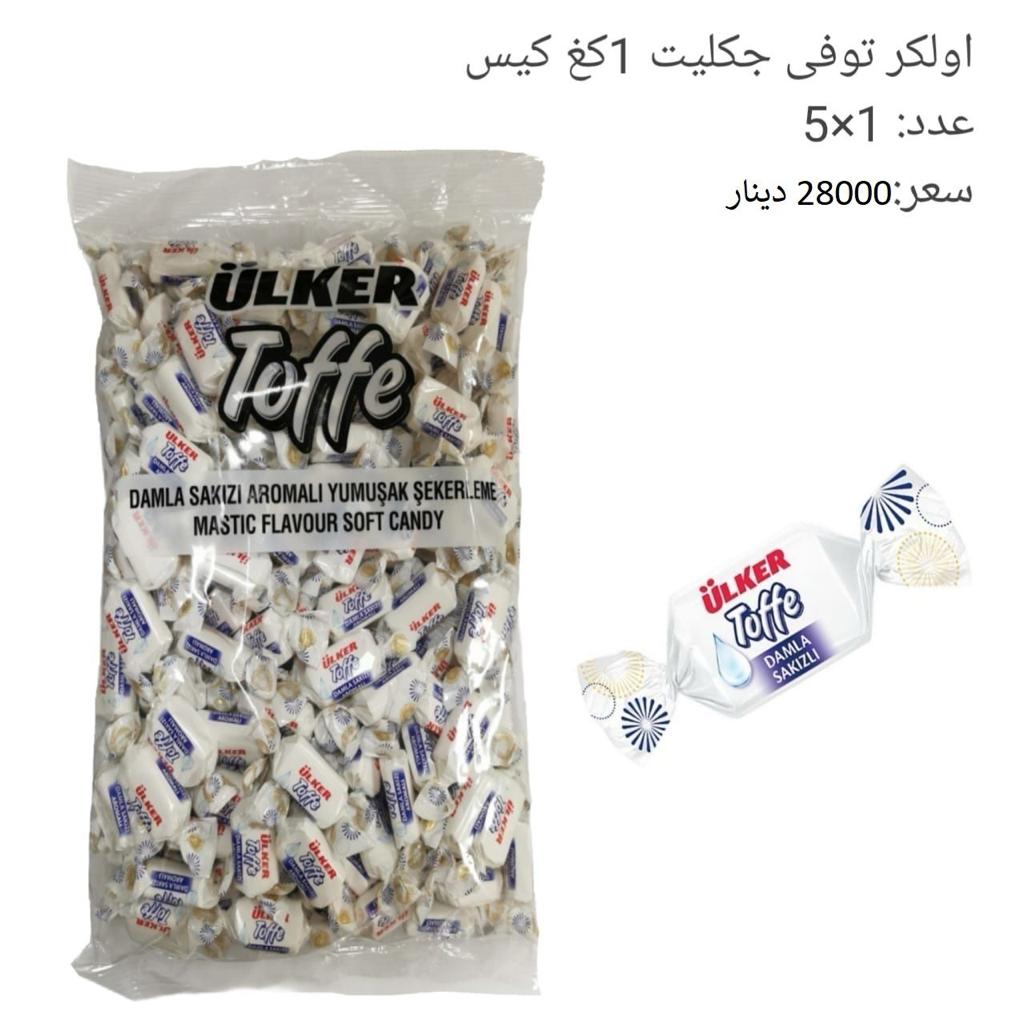 اولكر توفى جكليت 1كغ كيس
عدد: 1×5
سعر:28000 دينار
ÜLKER
Toffe
DAMLA SAKIZI AROMALI YUMUŞAK ŞEKERLEME
MASTIC FLAVOUR SOFT CANDY
ÜLKER
Toffe
DAMLA
SAKIZLI